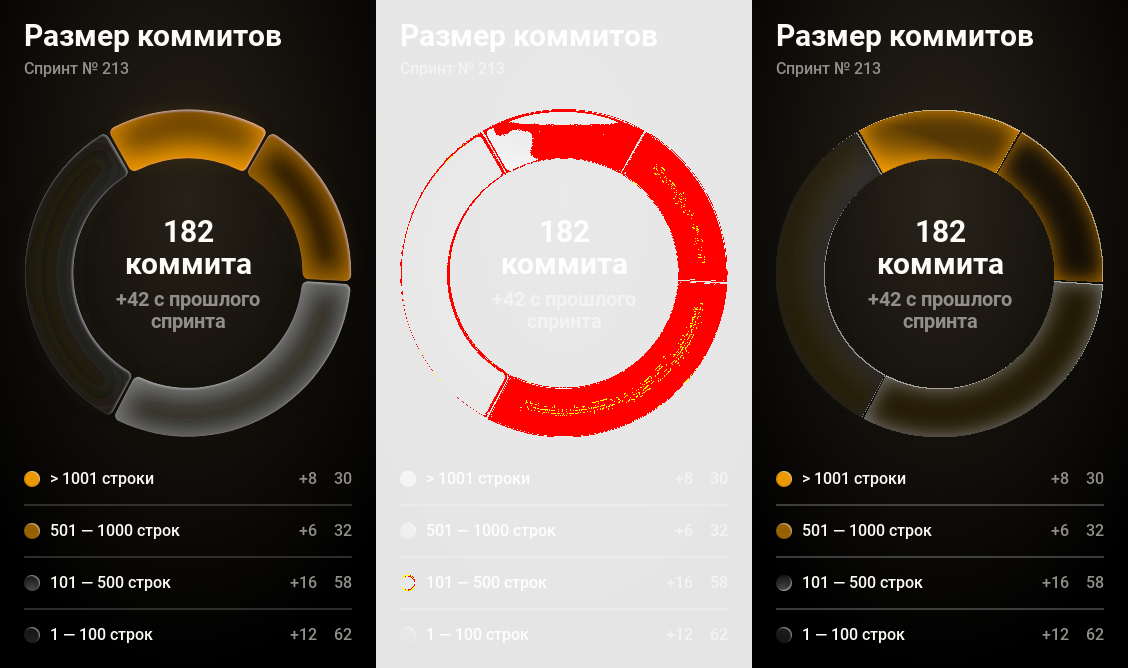 Размер коммитов
Спринт № 213
182
коммита
+42 с прошлого
спринта
> 1001 строки +8 30
501 — 1000 строк +6 32
101 — 500 строк +16 58
1 — 100 строк +12 62
Размер коммитов
Спринт № 213
182
коммита
+42 с прошлого
спринта
> 1001 строки +8 30
501 — 1000 строк +6 32
101 — 500 строк +16 58
1 — 100 строк +12 62
Размер коммитов
Спринт № 213
182
коммита
+42 с прошлого
спринта
> 1001 строки +8 30
501 — 1000 строк +6 32
101 — 500 строк +16 58
1 — 100 строк +12 62